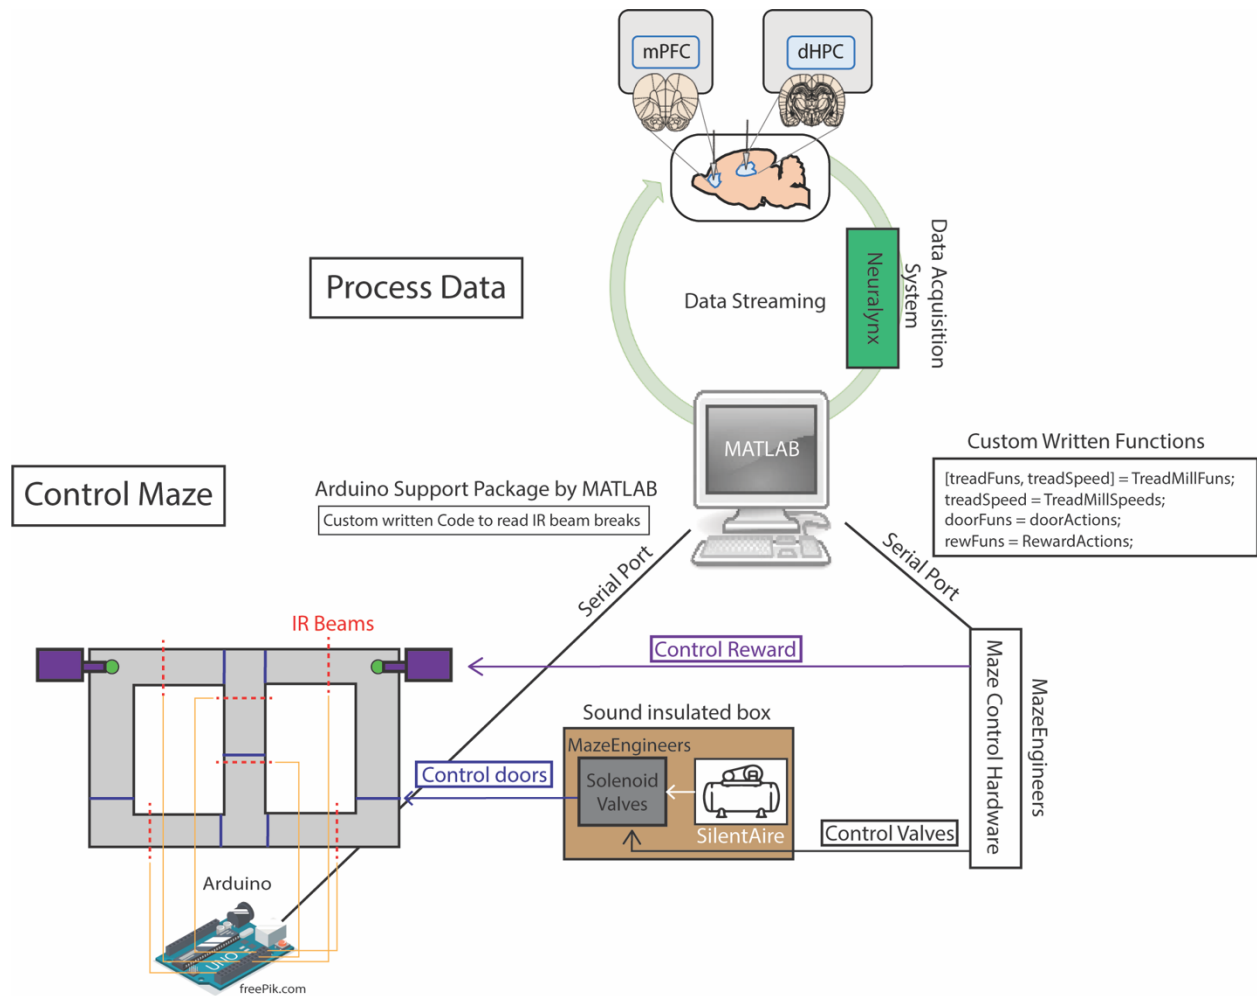 mPFC
dHPC
Data Acquisition
System
Neuralynx
Process Data
Data Streaming
MATLAB
Custom Written Functions
[treadFuns, treadSpeed] = TreadMillFuns;
treadSpeed = TreadMillSpeeds;
doorFuns = doorActions;
rewFuns = RewardActions;
Control Maze
Arduino Support Package by MATLAB
Custom written Code to read IR beam breaks
Serial Port
Serial Port
IR Beams
Control Reward
Maze Control Hardware
MazeEngineers
Sound insulated box
MazeEngineers
Solenoid
Valves
SilentAire
Control doors
Control Valves
Arduino
UNO
freePik.com